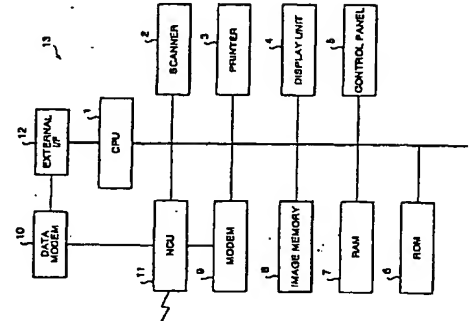 13
2
SCANNER
3
PRINTER
4
DISPLAY UNIT
5
CONTROL PANEL
12
EXTERNAL I/F
1
CPU
10
DATA MODEM
11
NCU
9
MODEM
8
IMAGE MEMORY
7
RAM
6
ROM